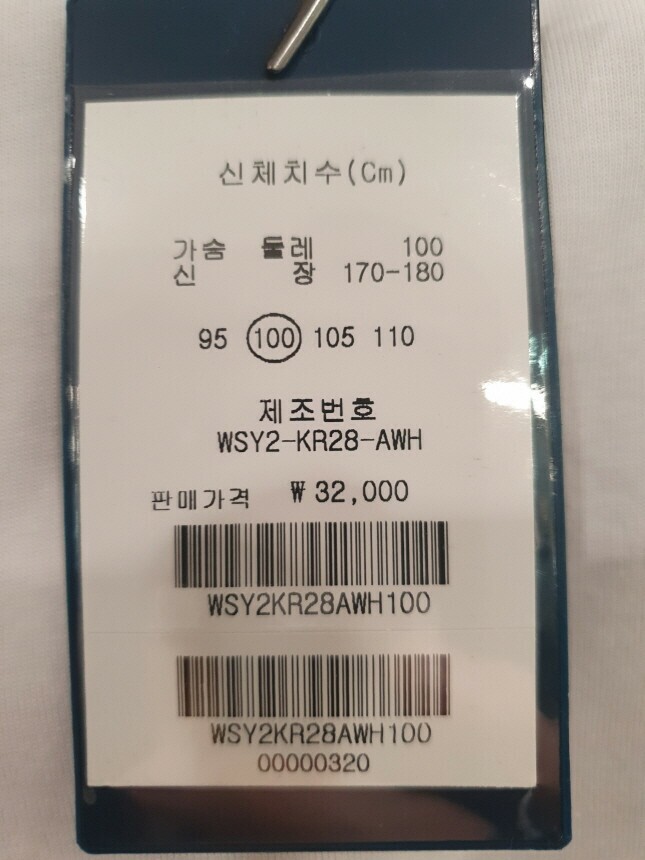 신체치수(Cm)
가슴 둘레 100
신 장 170-180
95 100 105 110
제조번호
WSY2-KR28-AWH
판매가격 ₩ 32,000
WSY2KR28AWH100
WSY2KR28AWH100
00000320